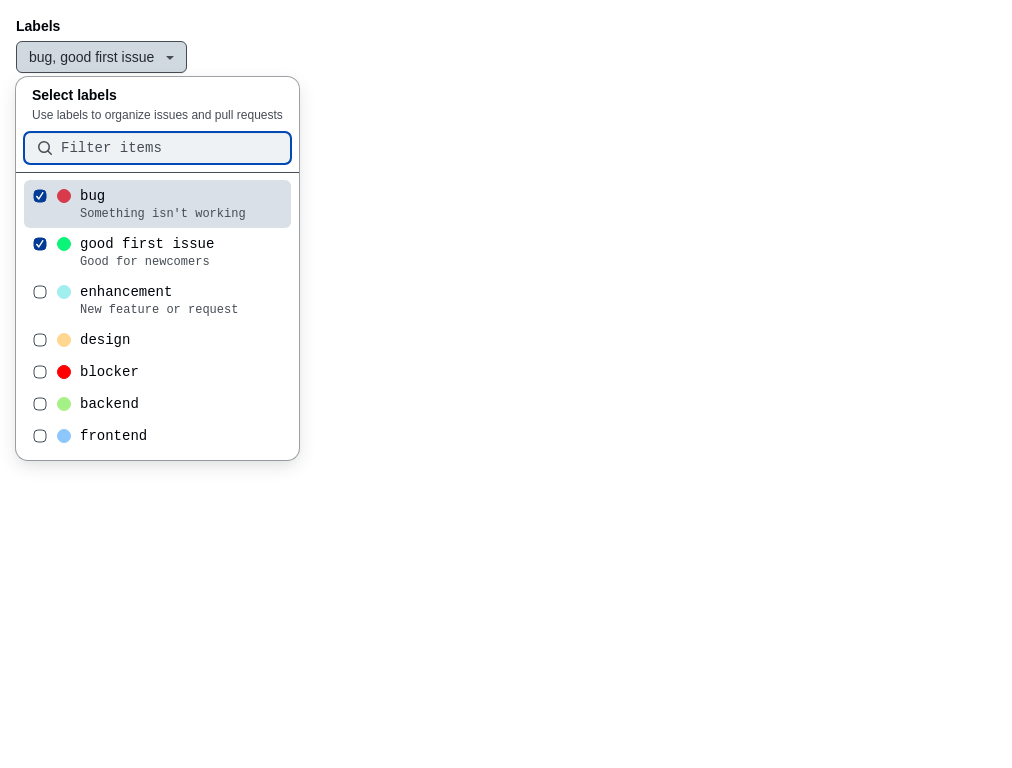 Labels
bug, good first issue
Select labels
Use labels to organize issues and pull requests
Filter items
bug
Something isn't working
good first issue
Good for newcomers
enhancement
New feature or request
design
blocker
backend
frontend